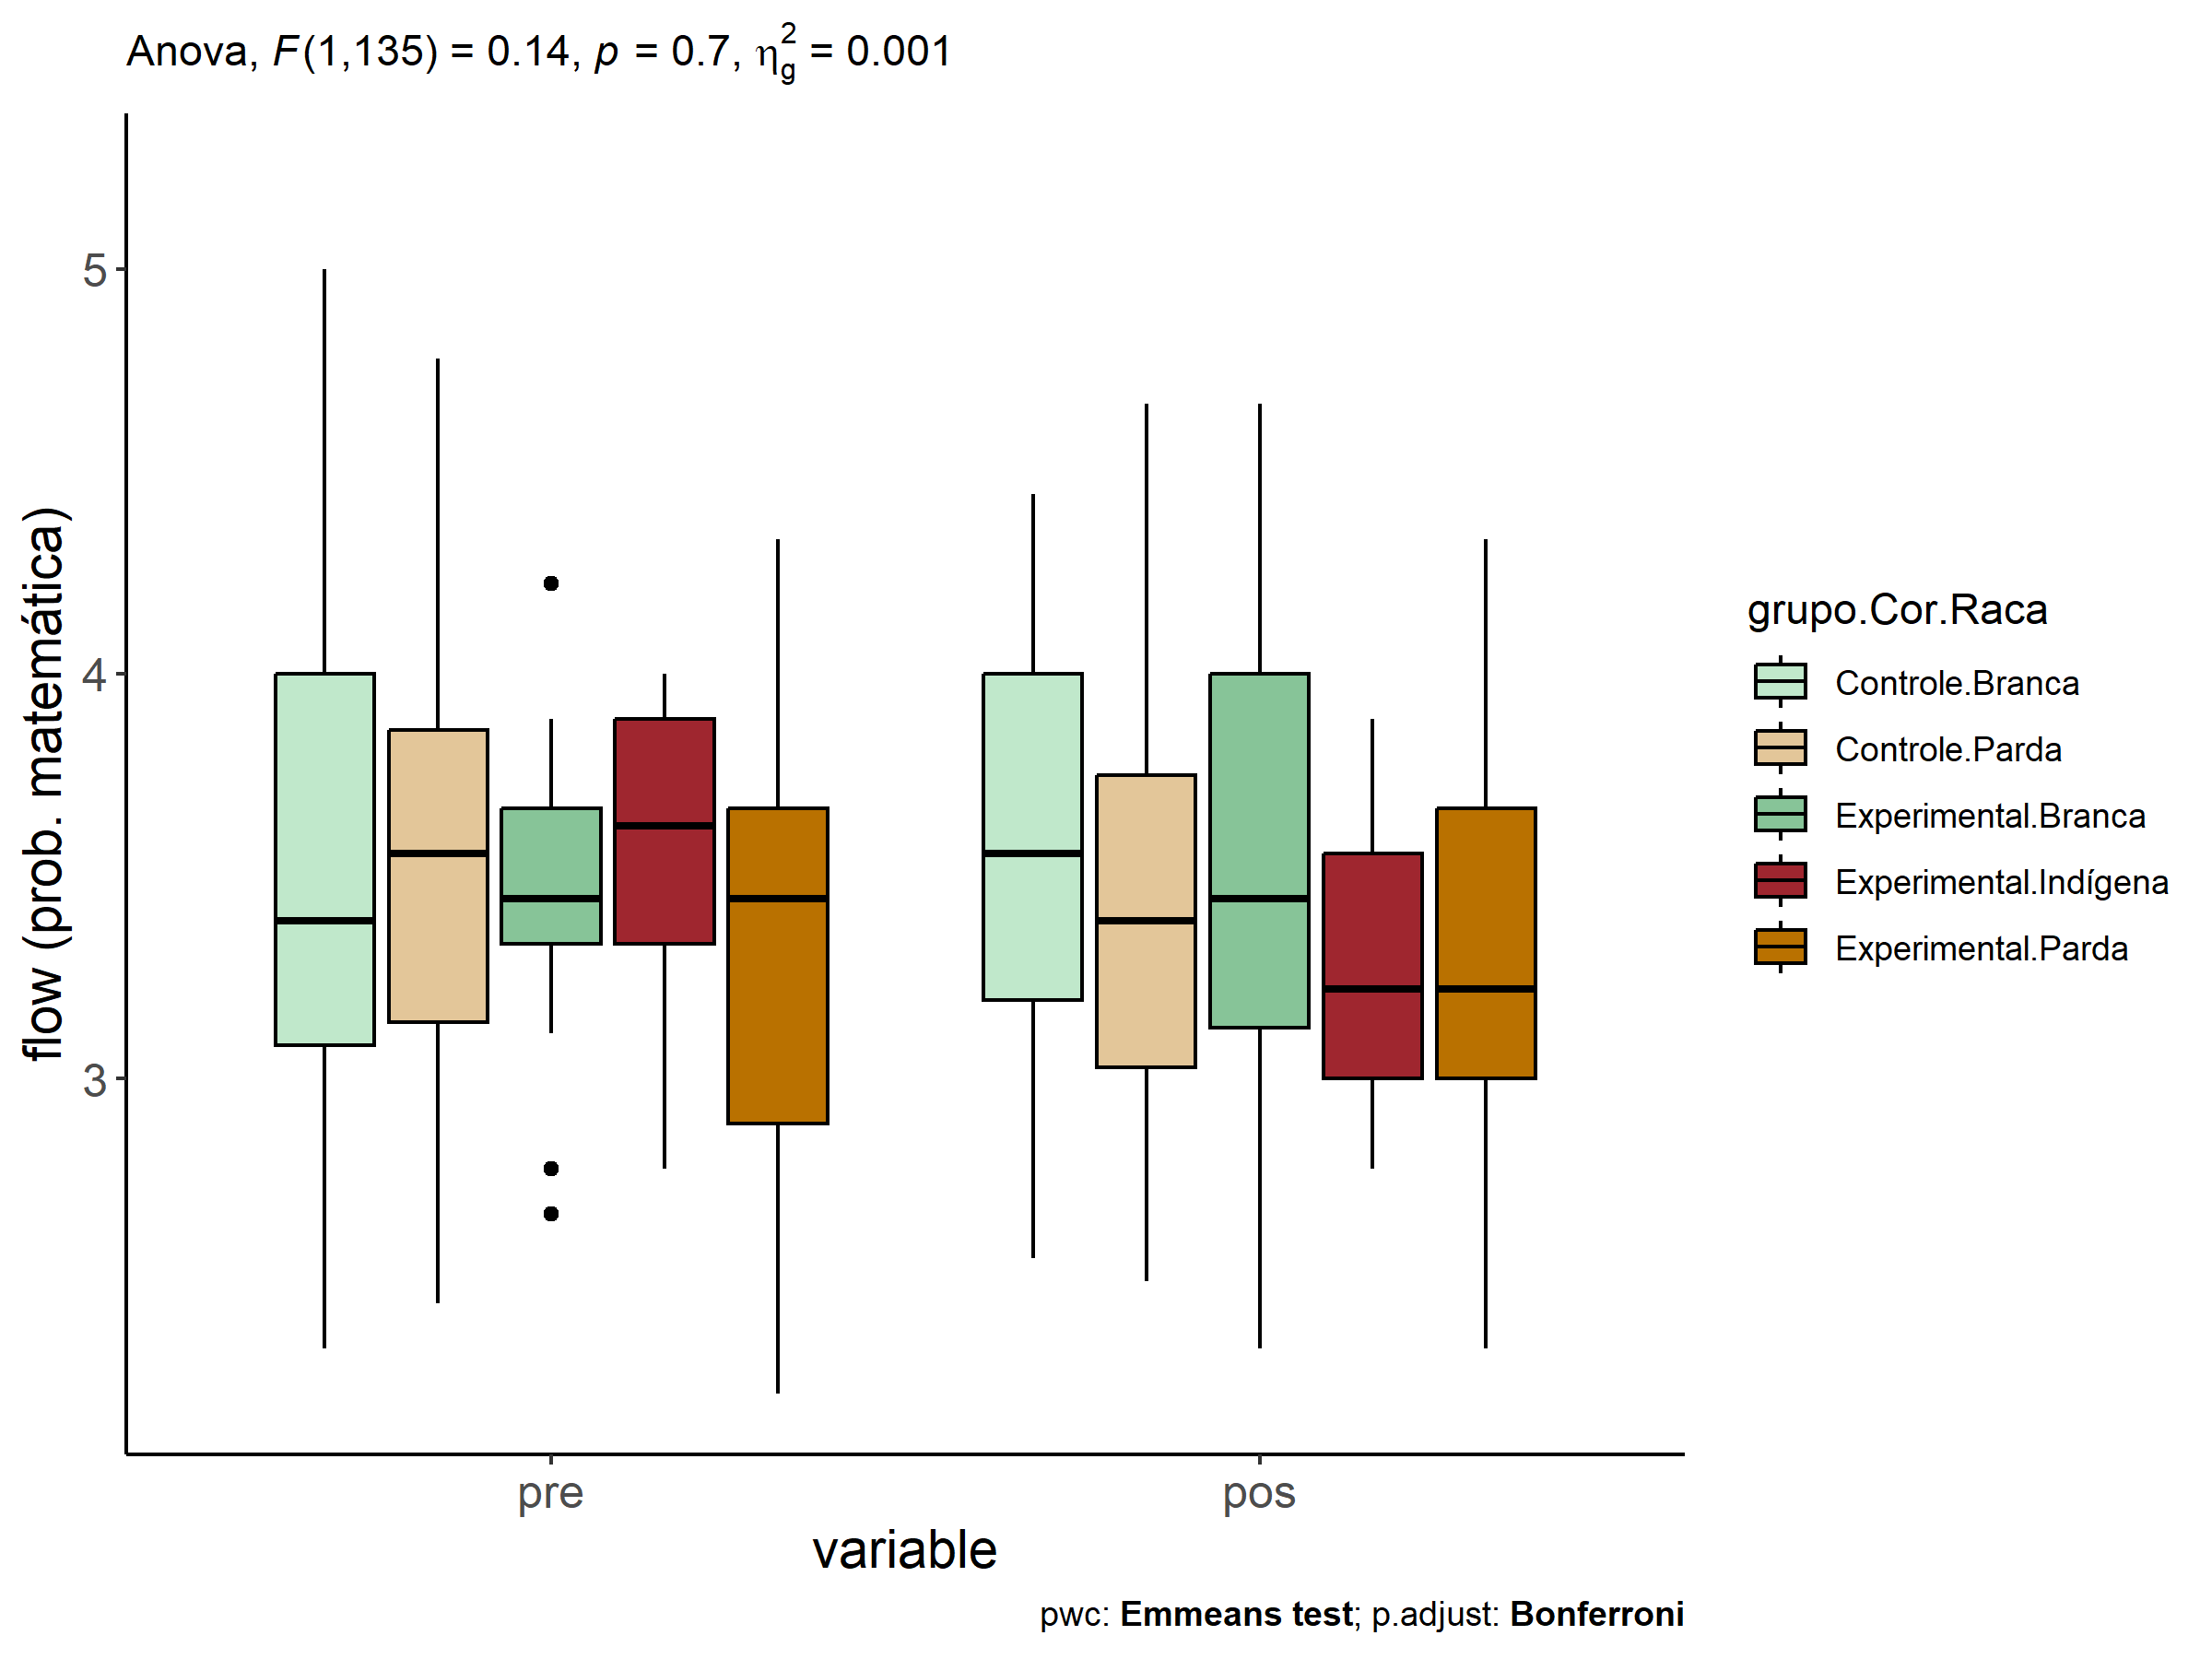 Anova, F(1,135) = 0.14, p = 0.7, η²g = 0.001
5
4
3
flow (prob. matemática)
pre
pos
variable
grupo.Cor.Raca
Controle.Branca
Controle.Parda
Experimental.Branca
Experimental.Indígena
Experimental.Parda
pwc: Emmeans test; p.adjust: Bonferroni